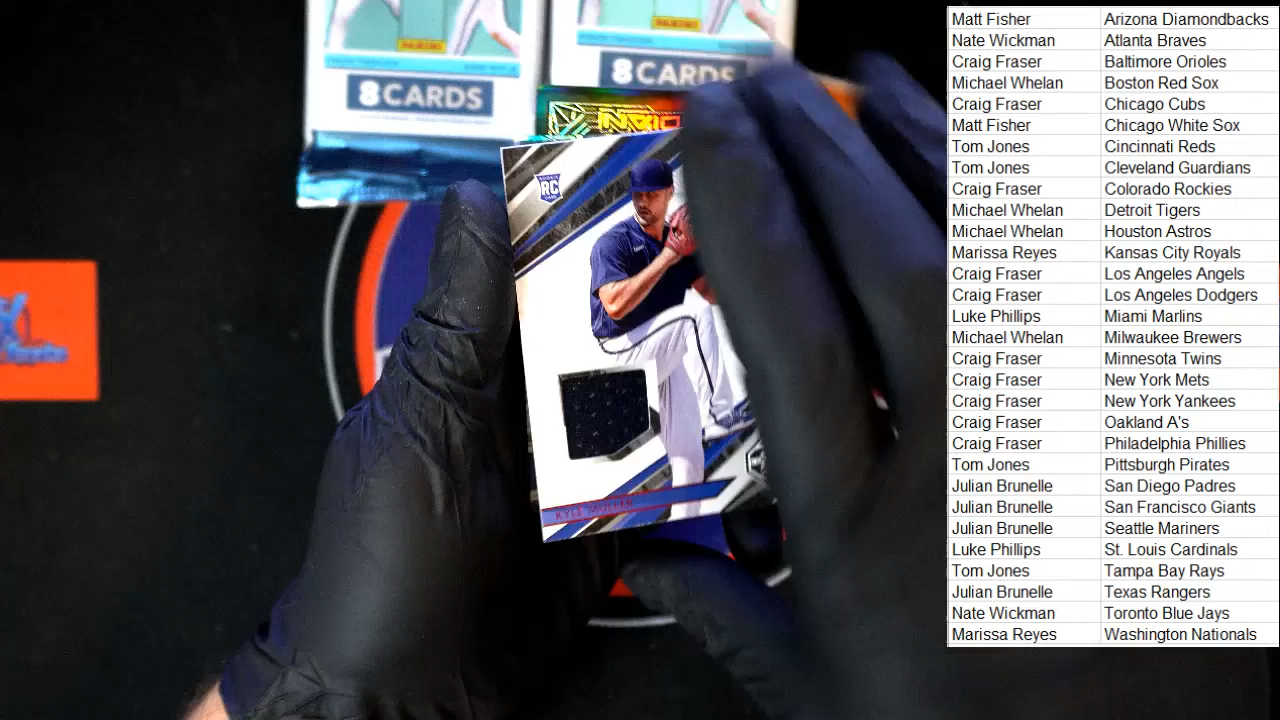 8 CARDS
8 CARDS
RC
KYLE
Matt Fisher Arizona Diamondbacks
Nate Wickman Atlanta Braves
Craig Fraser Baltimore Orioles
Michael Whelan Boston Red Sox
Craig Fraser Chicago Cubs
Matt Fisher Chicago White Sox
Tom Jones Cincinnati Reds
Tom Jones Cleveland Guardians
Craig Fraser Colorado Rockies
Michael Whelan Detroit Tigers
Michael Whelan Houston Astros
Marissa Reyes Kansas City Royals
Craig Fraser Los Angeles Angels
Craig Fraser Los Angeles Dodgers
Luke Phillips Miami Marlins
Michael Whelan Milwaukee Brewers
Craig Fraser Minnesota Twins
Craig Fraser New York Mets
Craig Fraser New York Yankees
Craig Fraser Oakland A's
Craig Fraser Philadelphia Phillies
Tom Jones Pittsburgh Pirates
Julian Brunelle San Diego Padres
Julian Brunelle San Francisco Giants
Julian Brunelle Seattle Mariners
Luke Phillips St. Louis Cardinals
Tom Jones Tampa Bay Rays
Julian Brunelle Texas Rangers
Nate Wickman Toronto Blue Jays
Marissa Reyes Washington Nationals